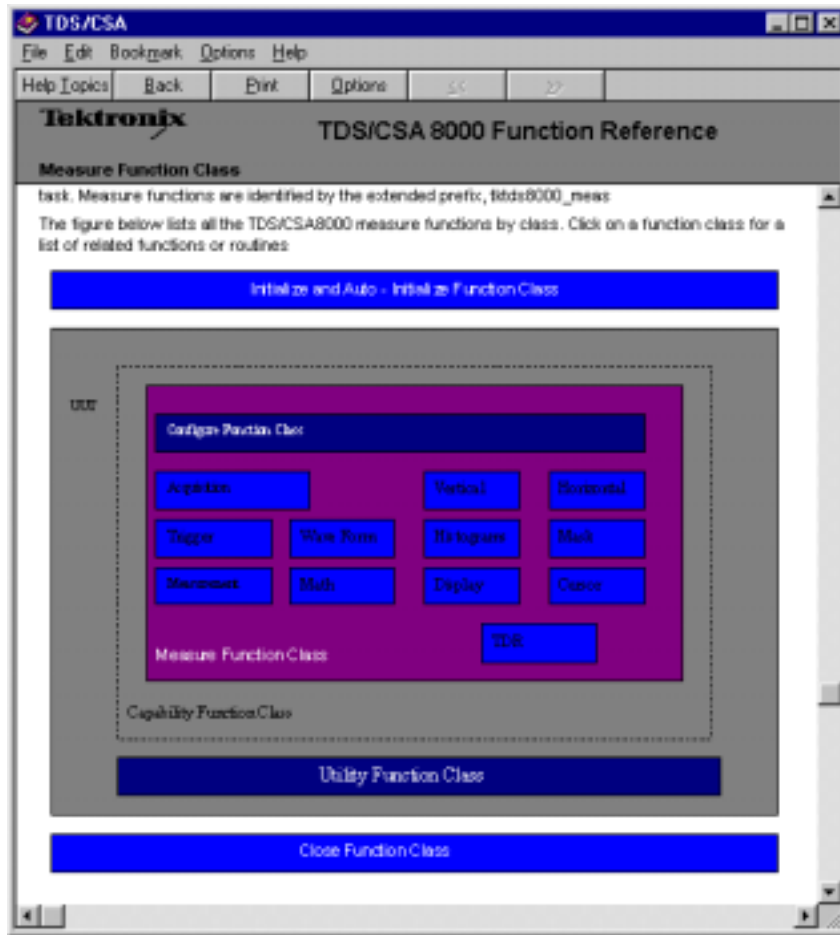 TDS/CSA
File Edit Bookmark Options Help
Help Topics Back Print Options << >>
Tektronix
TDS/CSA 8000 Function Reference
Measure Function Class
task. Measure functions are identified by the extended prefix, tktds8000_meas
The figure below lists all the TDS/CSA8000 measure functions by class. Click on a function class for a
list of related functions or routines
Initialize and Auto - Initialize Function Class
UUT
Configure Function Class
Acquisition Vertical Horizontal
Trigger Wave Form Histograms Mask
Measurement Math Display Cursor
TDR
Measure Function Class
Capability Function Class
Utility Function Class
Close Function Class